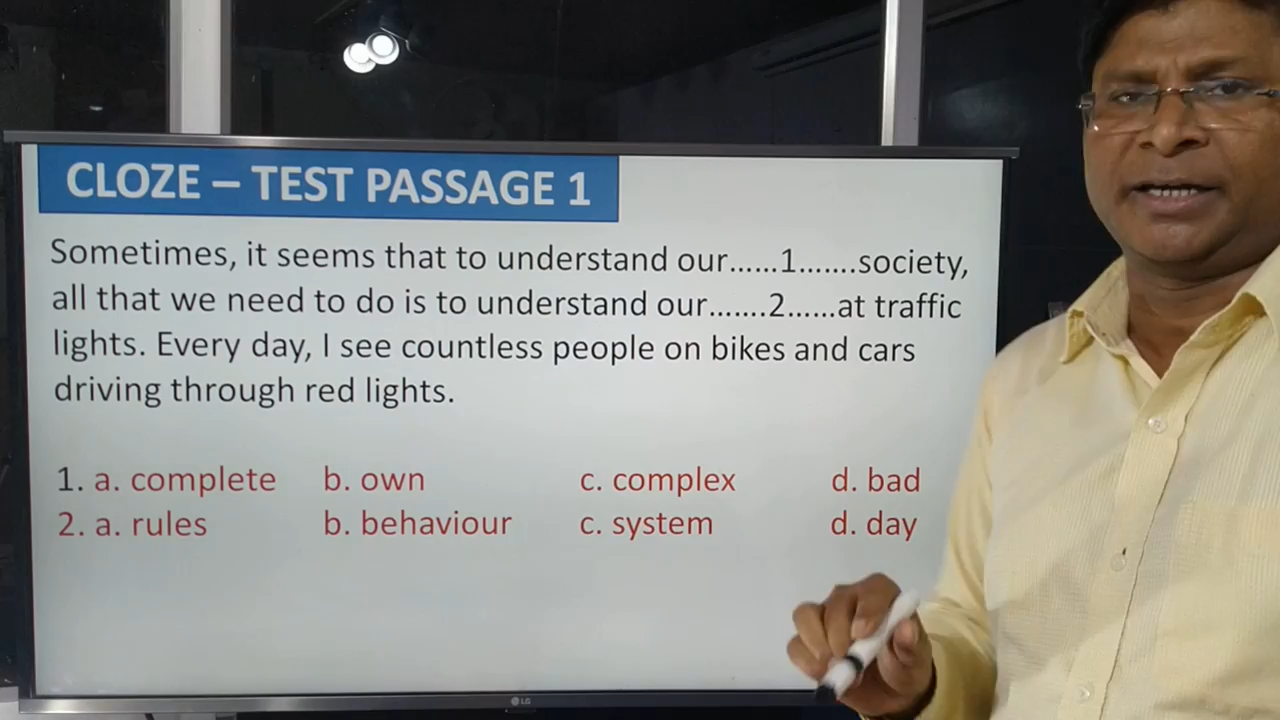 CLOZE – TEST PASSAGE 1
Sometimes, it seems that to understand our......1.......society,
all that we need to do is to understand our.......2......at traffic
lights. Every day, I see countless people on bikes and cars
driving through red lights.
1. a. complete b. own c. complex d. bad
2. a. rules b. behaviour c. system d. day
LG